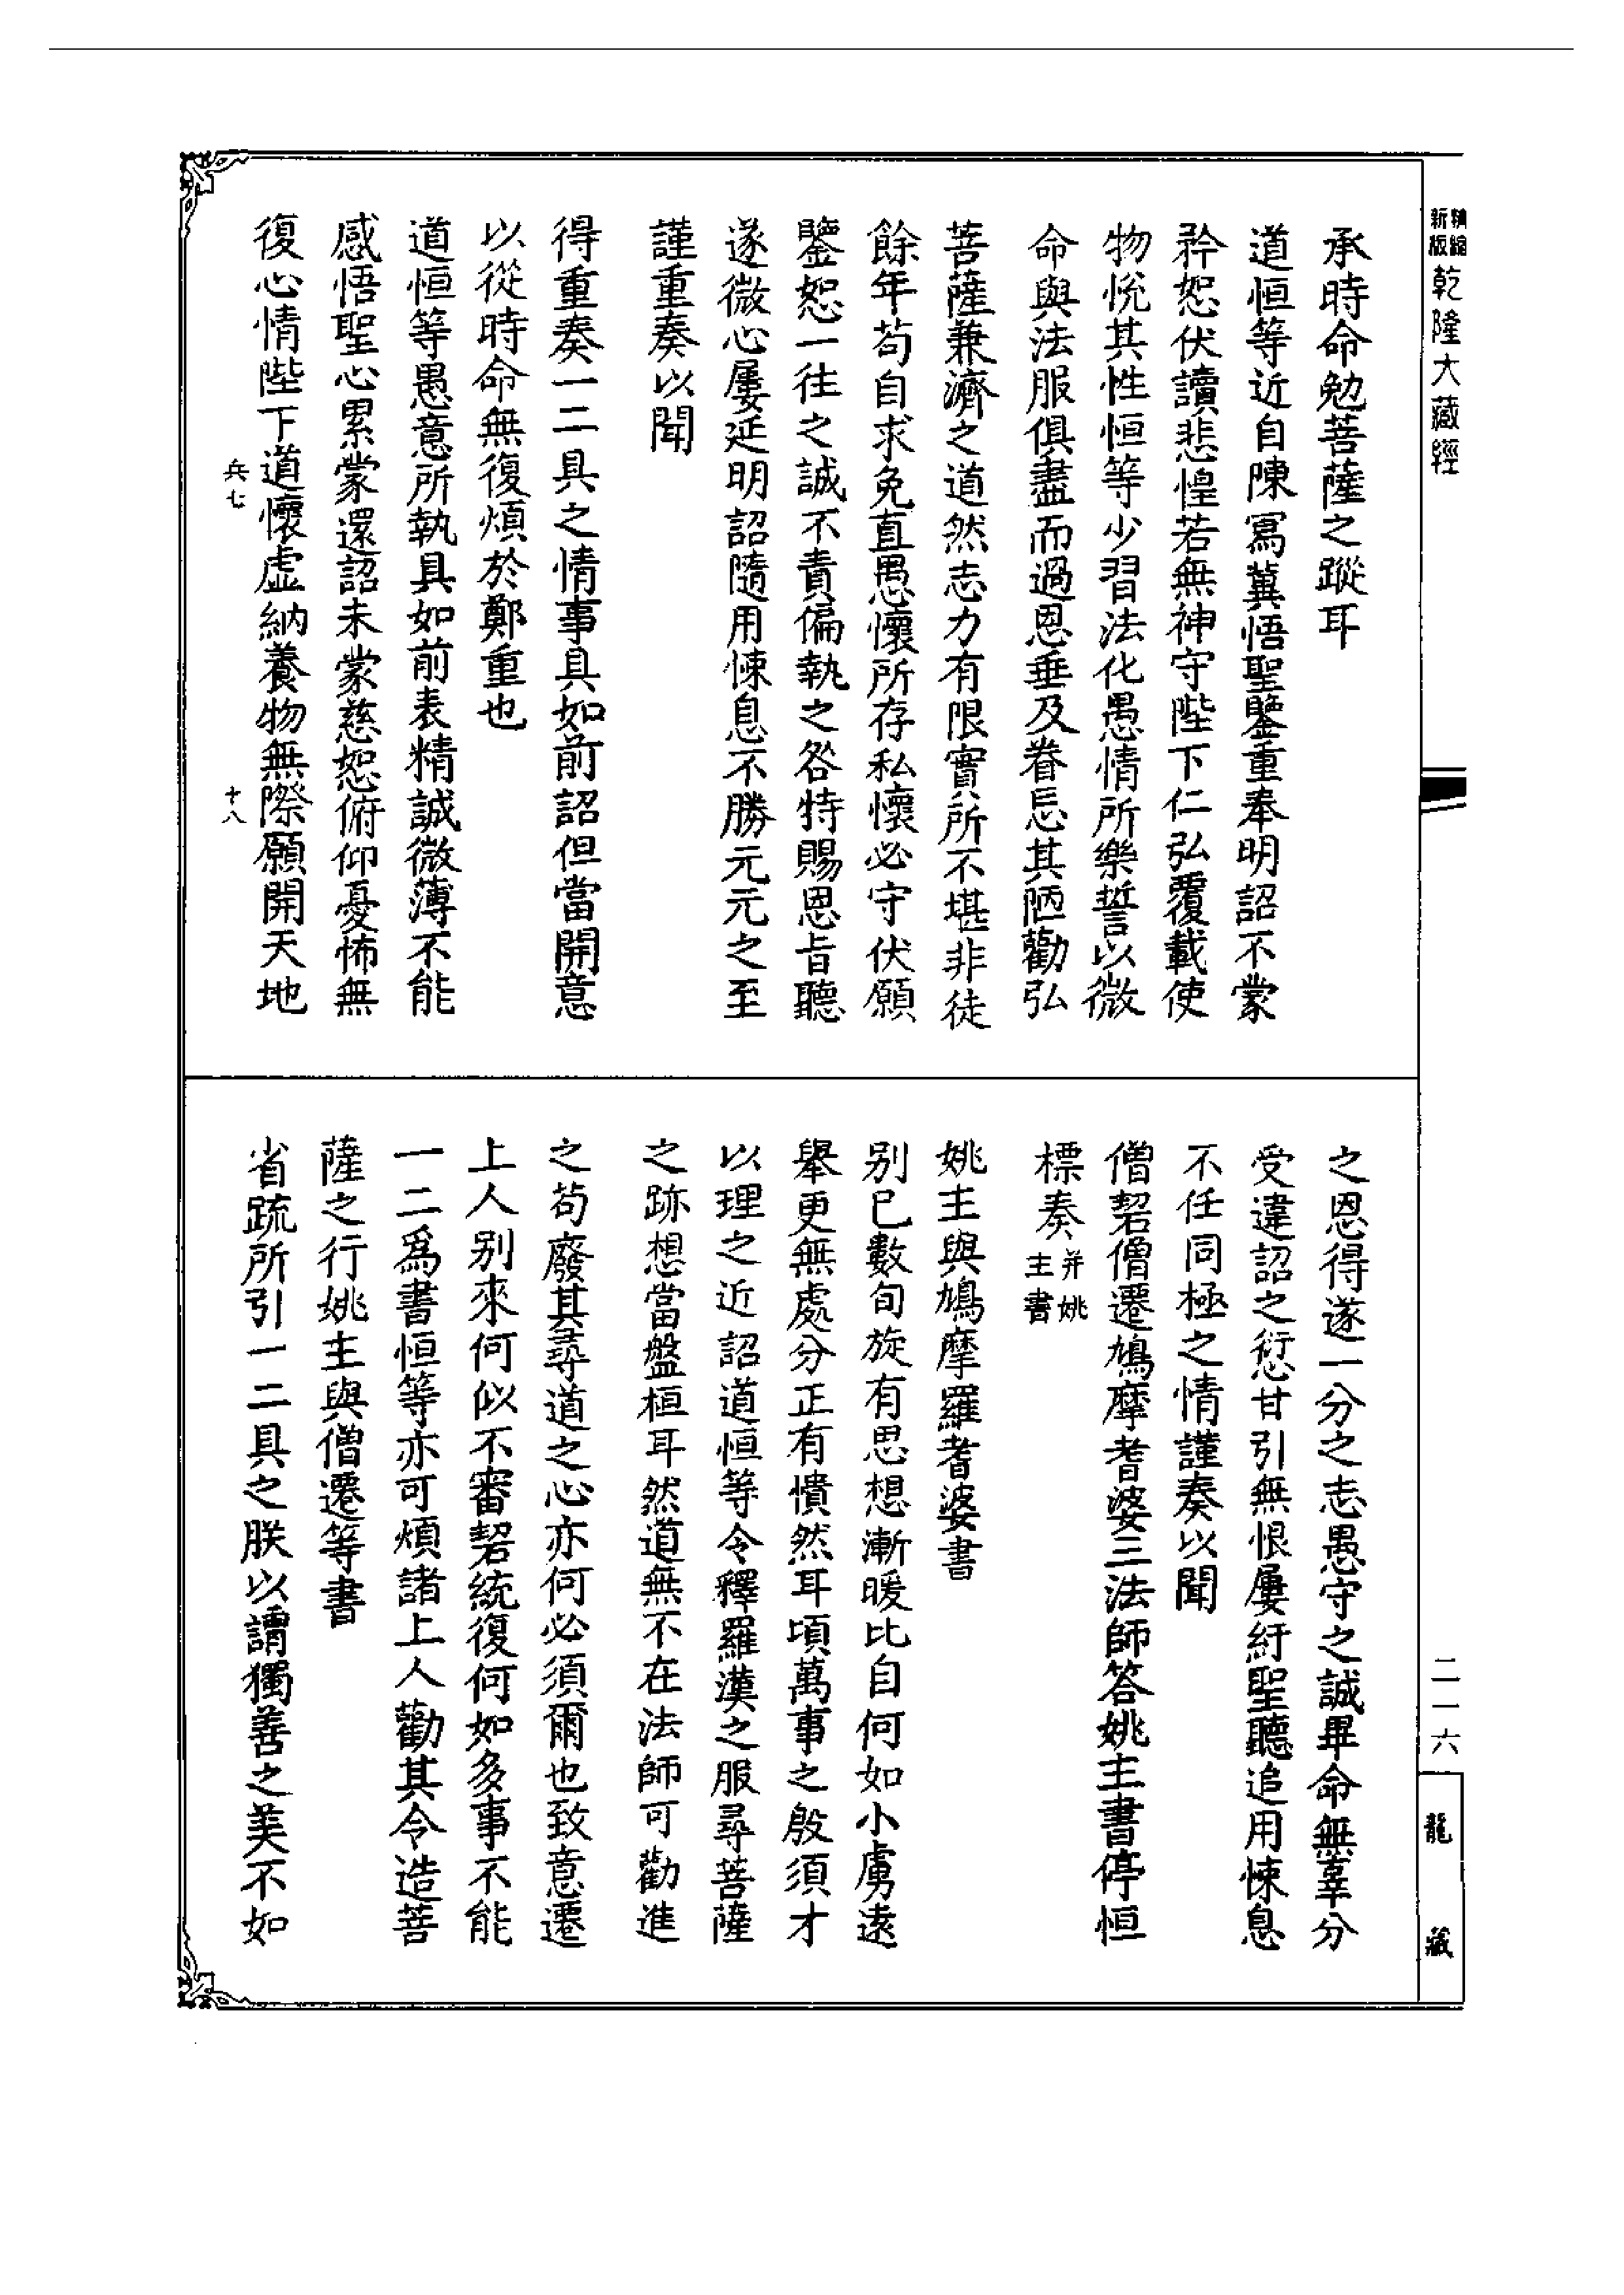 精縮新版乾隆大藏經
承時命勉菩薩之蹤耳
道恒等近自陳寫冀悟聖鑒重奉明詔不蒙
矜恕伏讀悲惶若無神守陛下仁弘覆載使
物悅其性恒等少習法化愚情所樂誓以微
命與法服俱盡而過恩垂及眷忘其陋勸弘
菩薩兼濟之道然志力有限實所不堪非徒
餘年苟自求免直愚懷所存私懷必守伏願
鑒恕一往之誠不責偏執之咎特賜恩旨聽
遂微心屢延明詔隨用悚息不勝元元之至
謹重奏以聞
得重奏一二具之情事具如前詔但當開意
以從時命無復煩於鄭重也
道恒等愚意所執具如前表精誠微薄不能
感悟聖心累蒙還詔未蒙慈恕俯仰憂怖無
復心情陛下道懷虛納養物無際願開天地
兵七 十八
之恩得遂一分之志愚守之誠畢命無辜分
受違詔之愆甘引無恨屢紆聖聽追用悚息
不任同極之情謹奏以聞
僧䂮僧遷鳩摩耆婆三法師答姚主書停恒
標奏并姚主書
姚主與鳩摩羅耆婆書
别已數旬旋有思想漸暖比自何如小虜遠
舉更無處分正有憒然耳頃萬事之殷須才
以理之近詔道恒等令釋羅漢之服尋菩薩
之跡想當盤桓耳然道無不在法師可勸進
之苟廢其尋道之心亦何必須爾也致意遷
上人别來何似不審䂮統復何如多事不能
一二爲書恒等亦可煩諸上人勸其令造菩
薩之行姚主與僧遷等書
省疏所引一二具之朕以謂獨善之美不如
二一六
龍藏